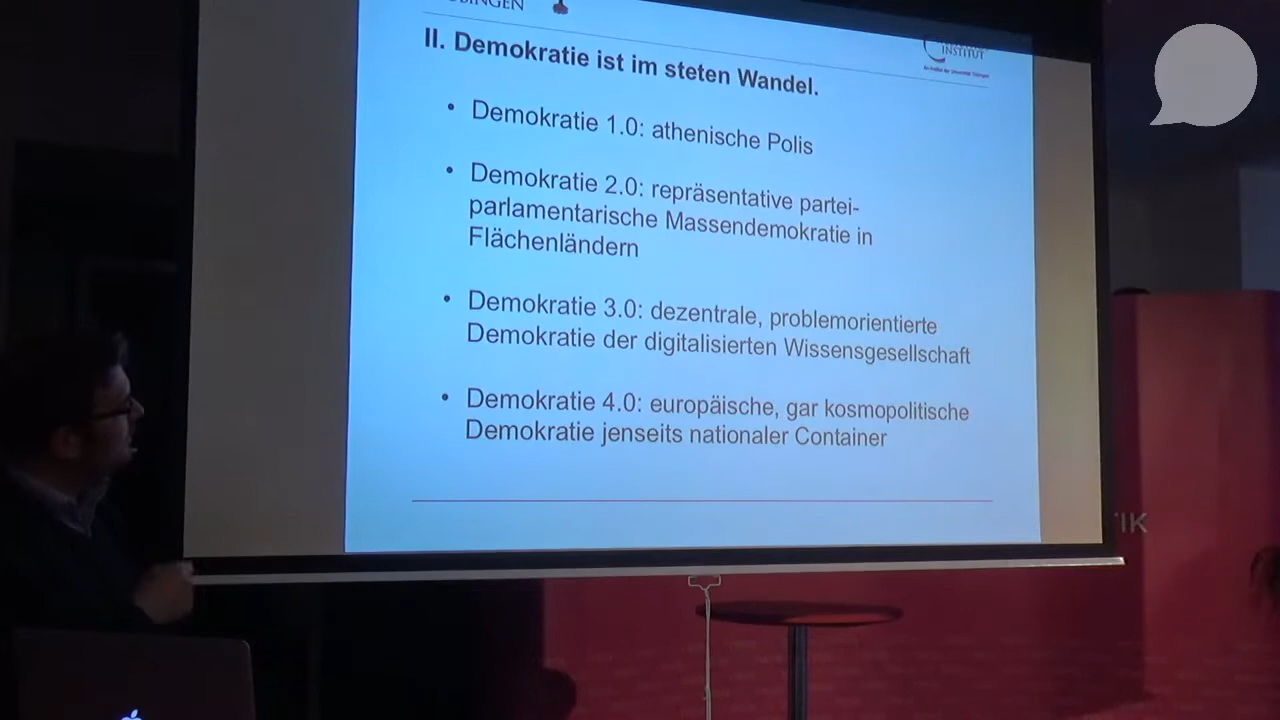 II. Demokratie ist im steten Wandel.
INSTITUT
• Demokratie 1.0: athenische Polis
• Demokratie 2.0: repräsentative partei-
parlamentarische Massendemokratie in
Flächenländern
• Demokratie 3.0: dezentrale, problemorientierte
Demokratie der digitalisierten Wissensgesellschaft
• Demokratie 4.0: europäische, gar kosmopolitische
Demokratie jenseits nationaler Container
IK